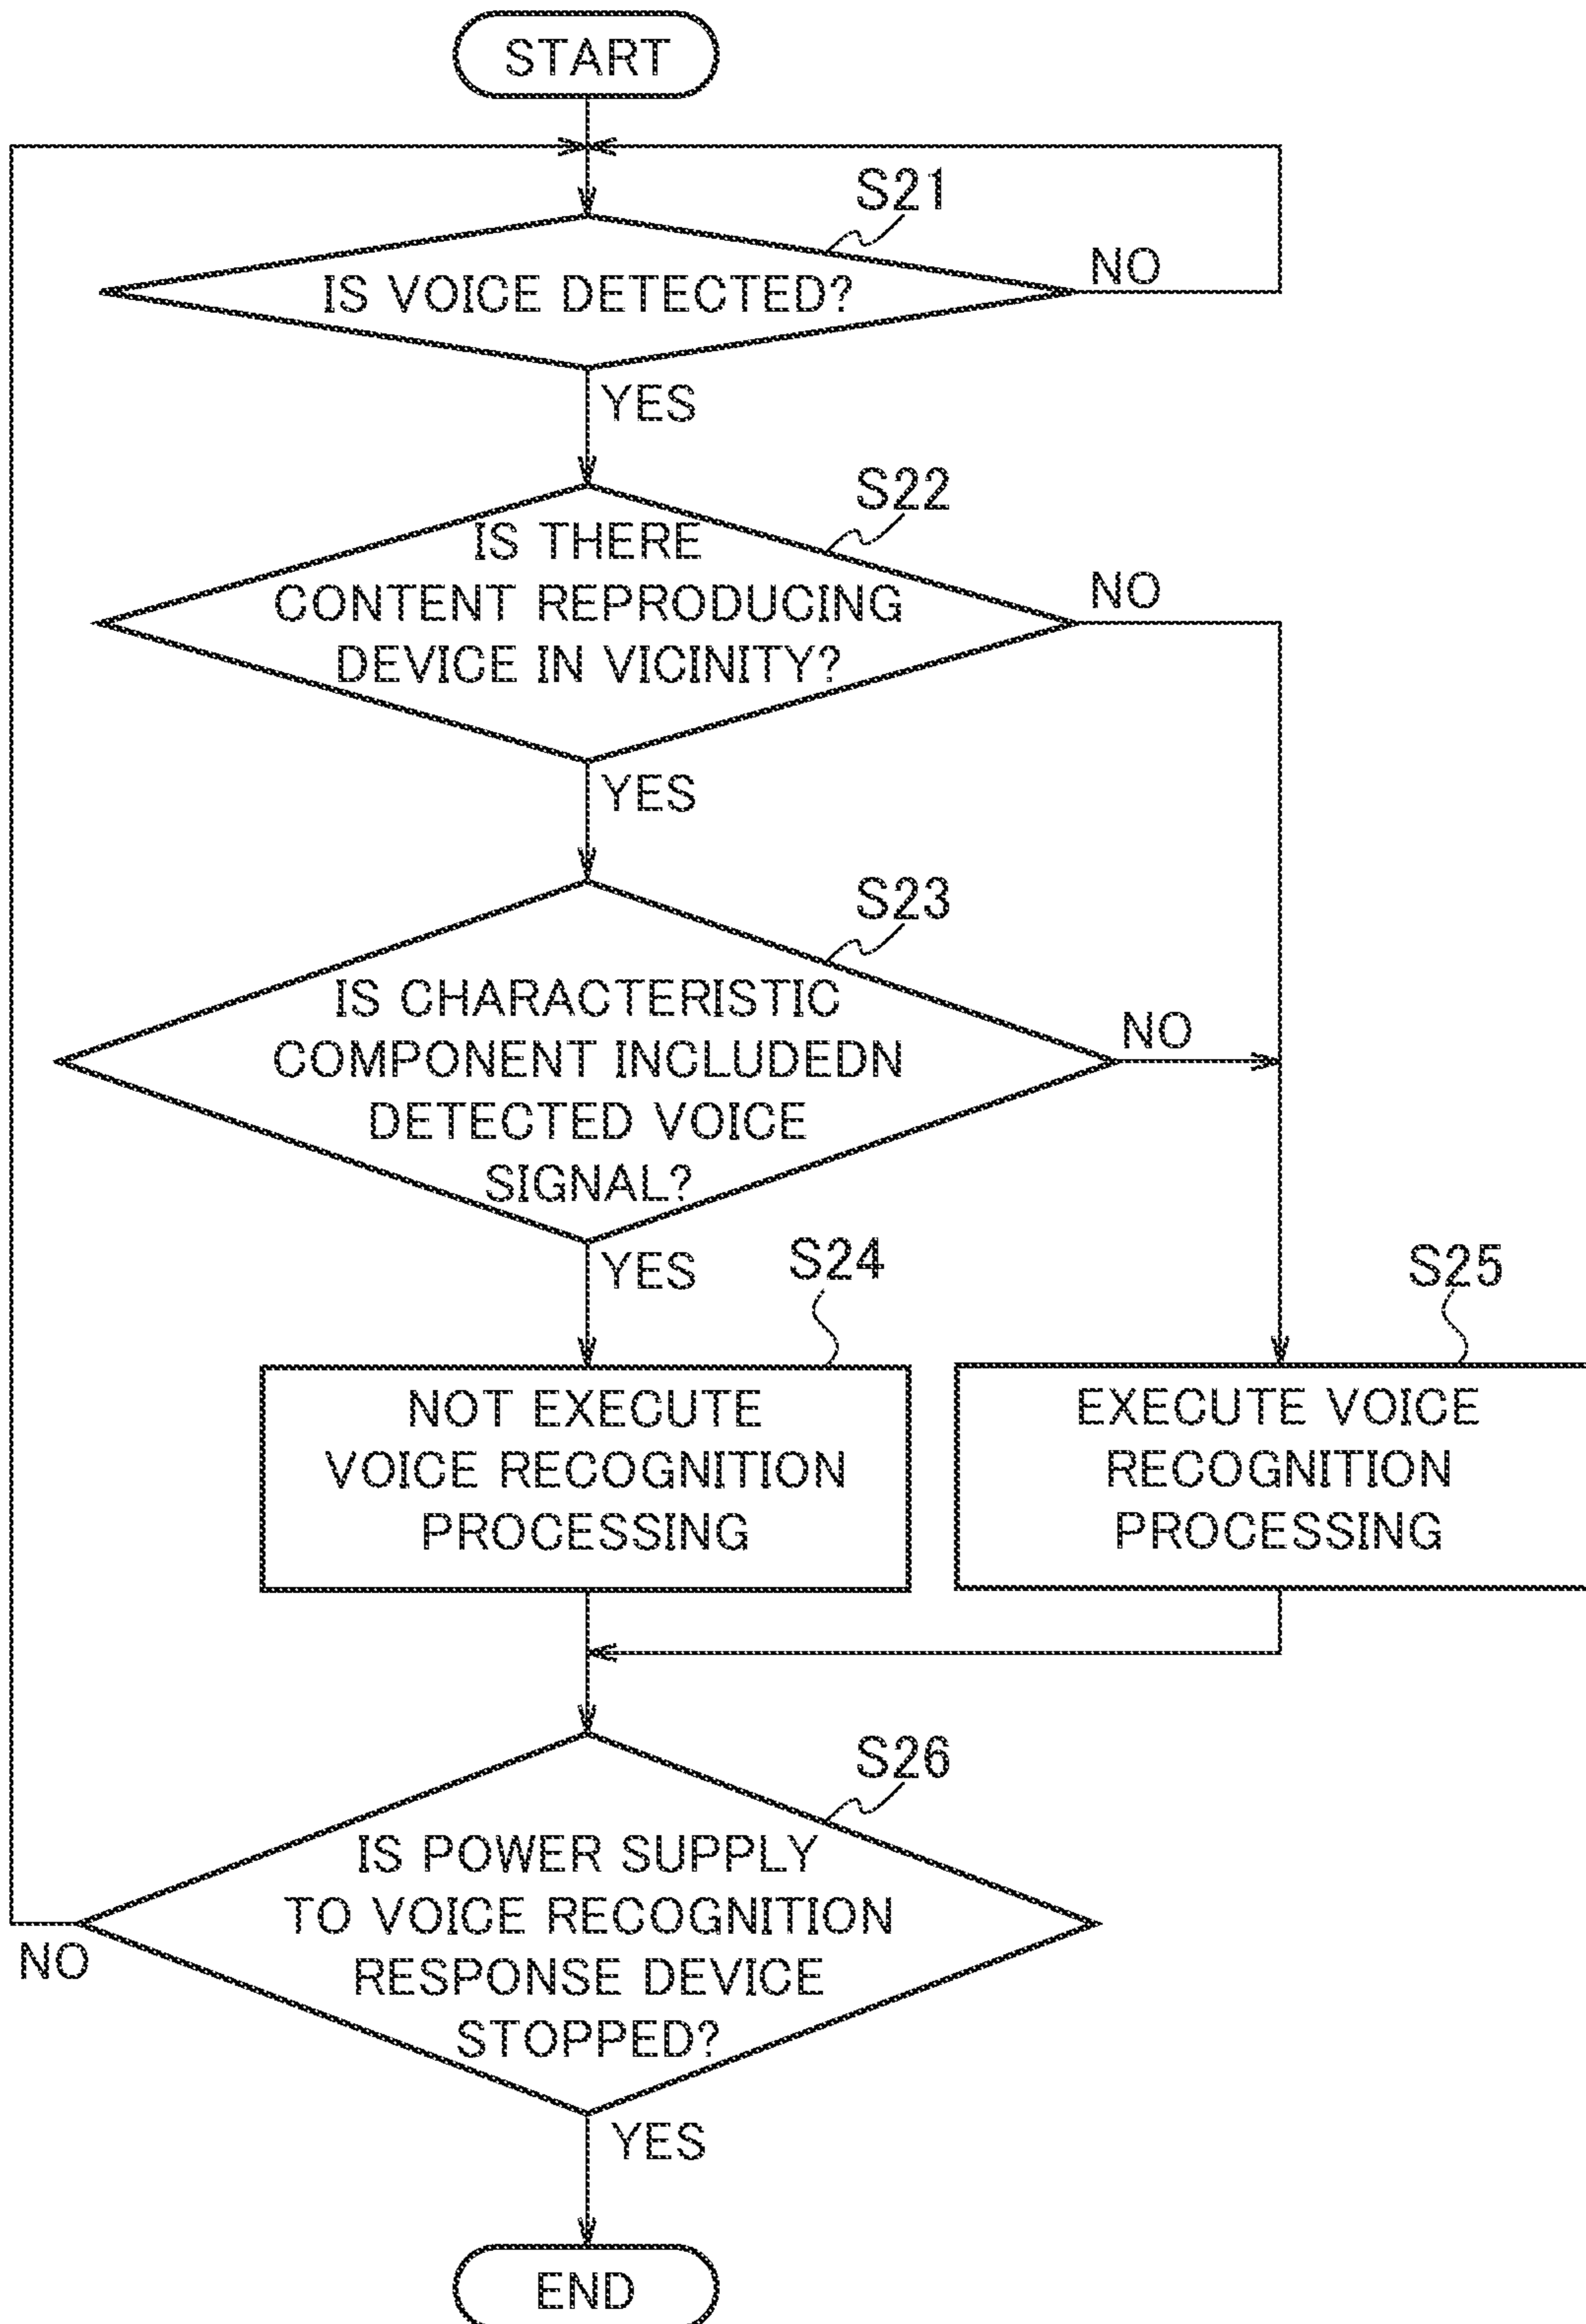 START
S21
IS VOICE DETECTED?
NO
YES
S22
IS THERE
CONTENT REPRODUCING
DEVICE IN VICINITY?
NO
YES
S23
IS CHARACTERISTIC
COMPONENT INCLUDEDN
DETECTED VOICE
SIGNAL?
NO
YES
S24
NOT EXECUTE
VOICE RECOGNITION
PROCESSING
S25
EXECUTE VOICE
RECOGNITION
PROCESSING
S26
IS POWER SUPPLY
TO VOICE RECOGNITION
RESPONSE DEVICE
STOPPED?
NO
YES
END